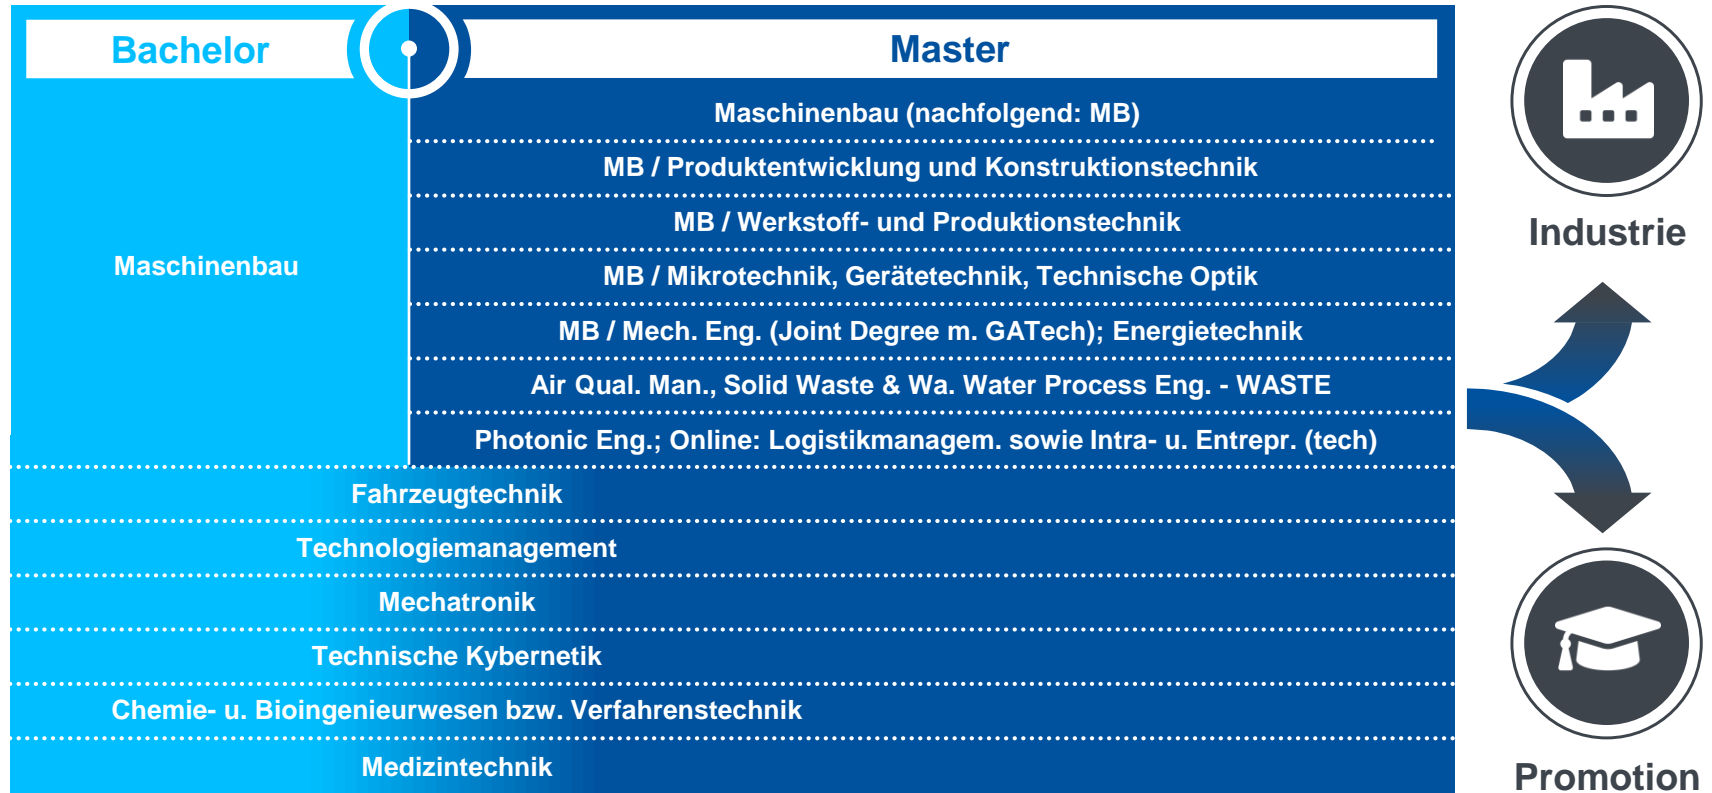 Bachelor
Master
Maschinenbau
Maschinenbau (nachfolgend: MB)
MB / Produktentwicklung und Konstruktionstechnik
MB / Werkstoff- und Produktionstechnik
MB / Mikrotechnik, Gerätetechnik, Technische Optik
MB / Mech. Eng. (Joint Degree m. GATech); Energietechnik
Air Qual. Man., Solid Waste & Wa. Water Process Eng. - WASTE
Photonic Eng.; Online: Logistikmanagem. sowie Intra- u. Entrepr. (tech)
Fahrzeugtechnik
Technologiemanagement
Mechatronik
Technische Kybernetik
Chemie- u. Bioingenieurwesen bzw. Verfahrenstechnik
Medizintechnik
Industrie
Promotion